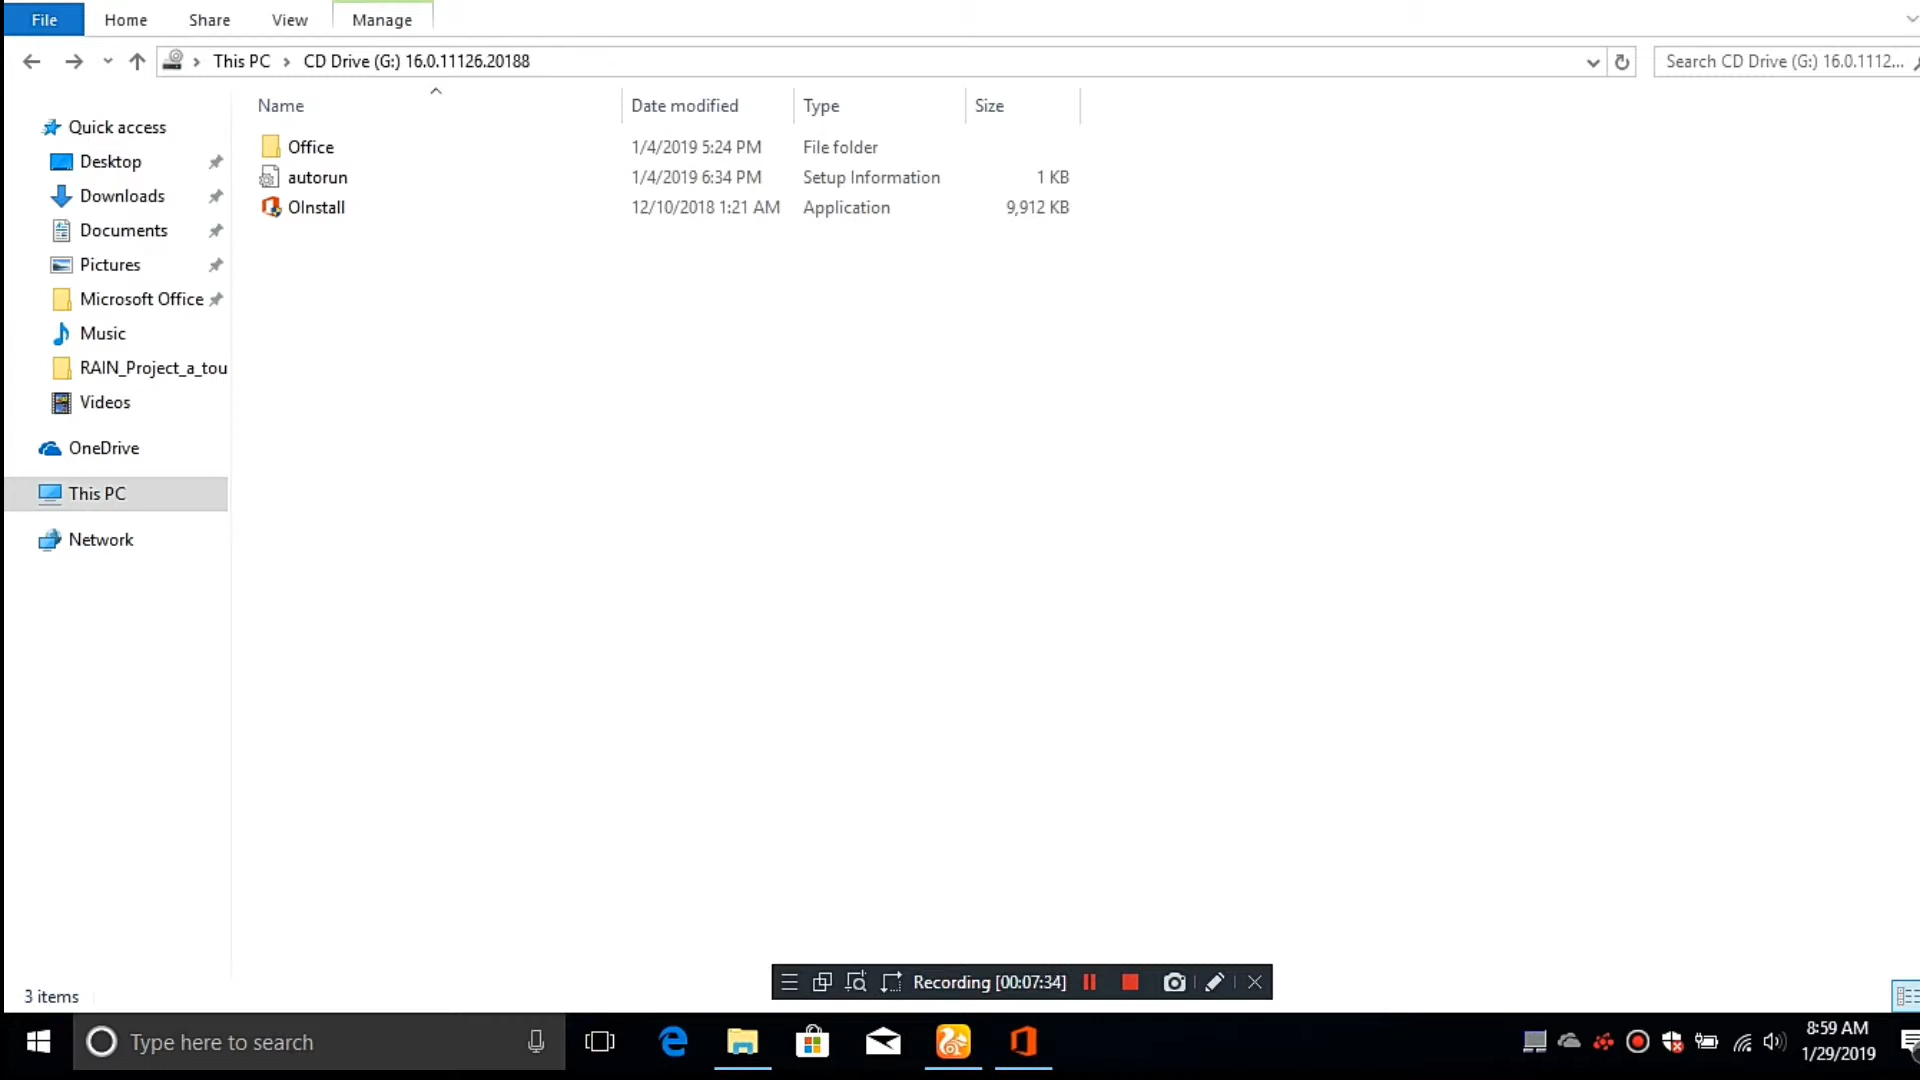 File Home Share View Manage
This PC CD Drive (G:) 16.0.11126.20188 Search CD Drive (G:) 16.0.1112...
Name Date modified Type Size
Quick access
Desktop
Downloads
Documents
Pictures
Microsoft Office
Music
RAIN_Project_a_tou
Videos
OneDrive
This PC
Network
Office 1/4/2019 5:24 PM File folder
autorun 1/4/2019 6:34 PM Setup Information 1 KB
OInstall 12/10/2018 1:21 AM Application 9,912 KB
Recording [00:07:34]
3 items
Type here to search
8:59 AM
1/29/2019